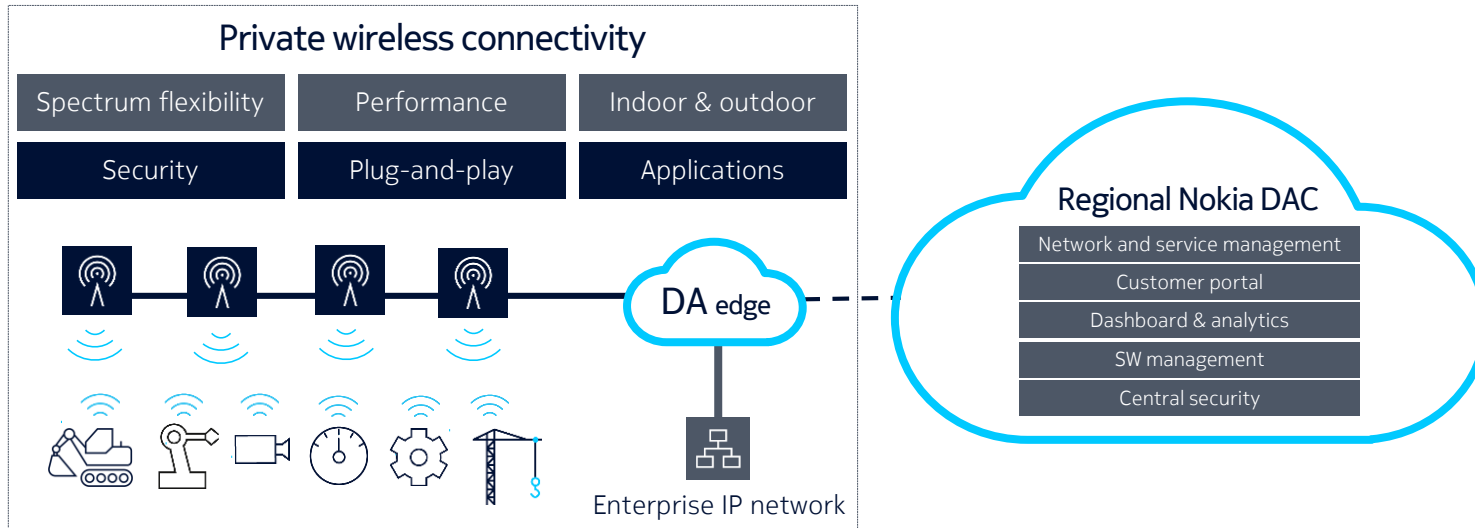 Private wireless connectivity
Spectrum flexibility
Performance
Indoor & outdoor
Security
Plug-and-play
Applications
DA edge
Enterprise IP network
Regional Nokia DAC
Network and service management
Customer portal
Dashboard & analytics
SW management
Central security